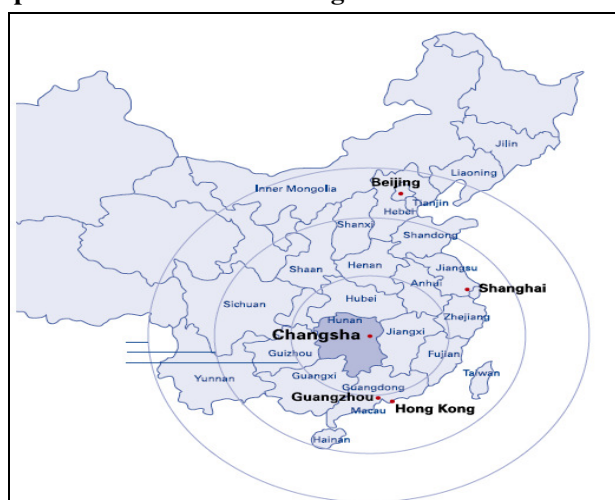 Jilin
Liaoning
Beijing
Inner Mongolia
Tianjin
Hebei
Shanxi
Shandong
Henan
Shaan
Jiangsu
Anhui
Shanghai
Hubei
Sichuan
Zhejiang
Hunan
Jiangxi
Changsha
Guizhou
Fujian
Guangxi
Taiwan
Yunnan
Guangdong
Guangzhou
Hong Kong
Macau
Hainan